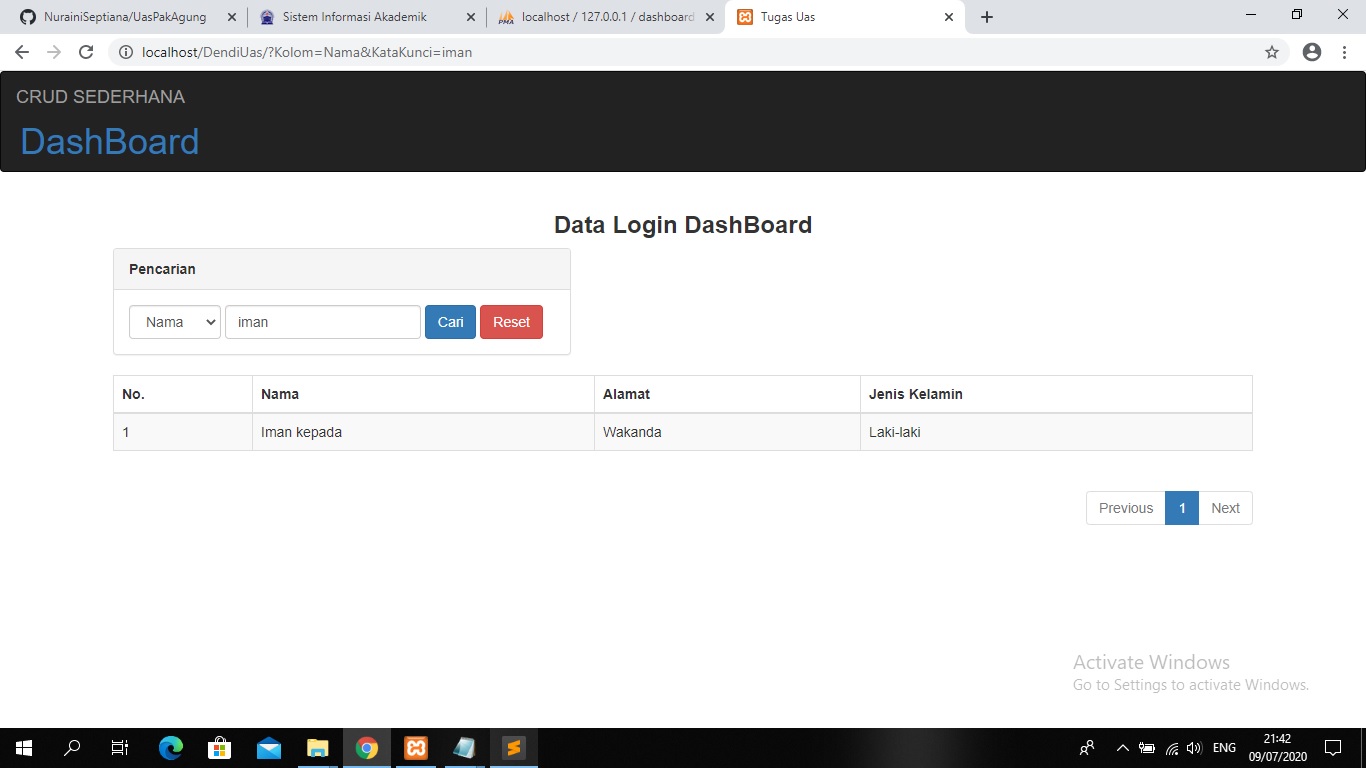 NurainiSeptiana/UasPakAgung
Sistem Informasi Akademik
PMA localhost / 127.0.0.1 / dashboard
Tugas Uas
localhost/DendiUas/?Kolom=Nama&KataKunci=iman
CRUD SEDERHANA
DashBoard
Data Login DashBoard
Pencarian
Nama iman Cari Reset
No. Nama Alamat Jenis Kelamin
1 Iman kepada Wakanda Laki-laki
Previous 1 Next
Activate Windows
Go to Settings to activate Windows.
ENG
21:42
09/07/2020